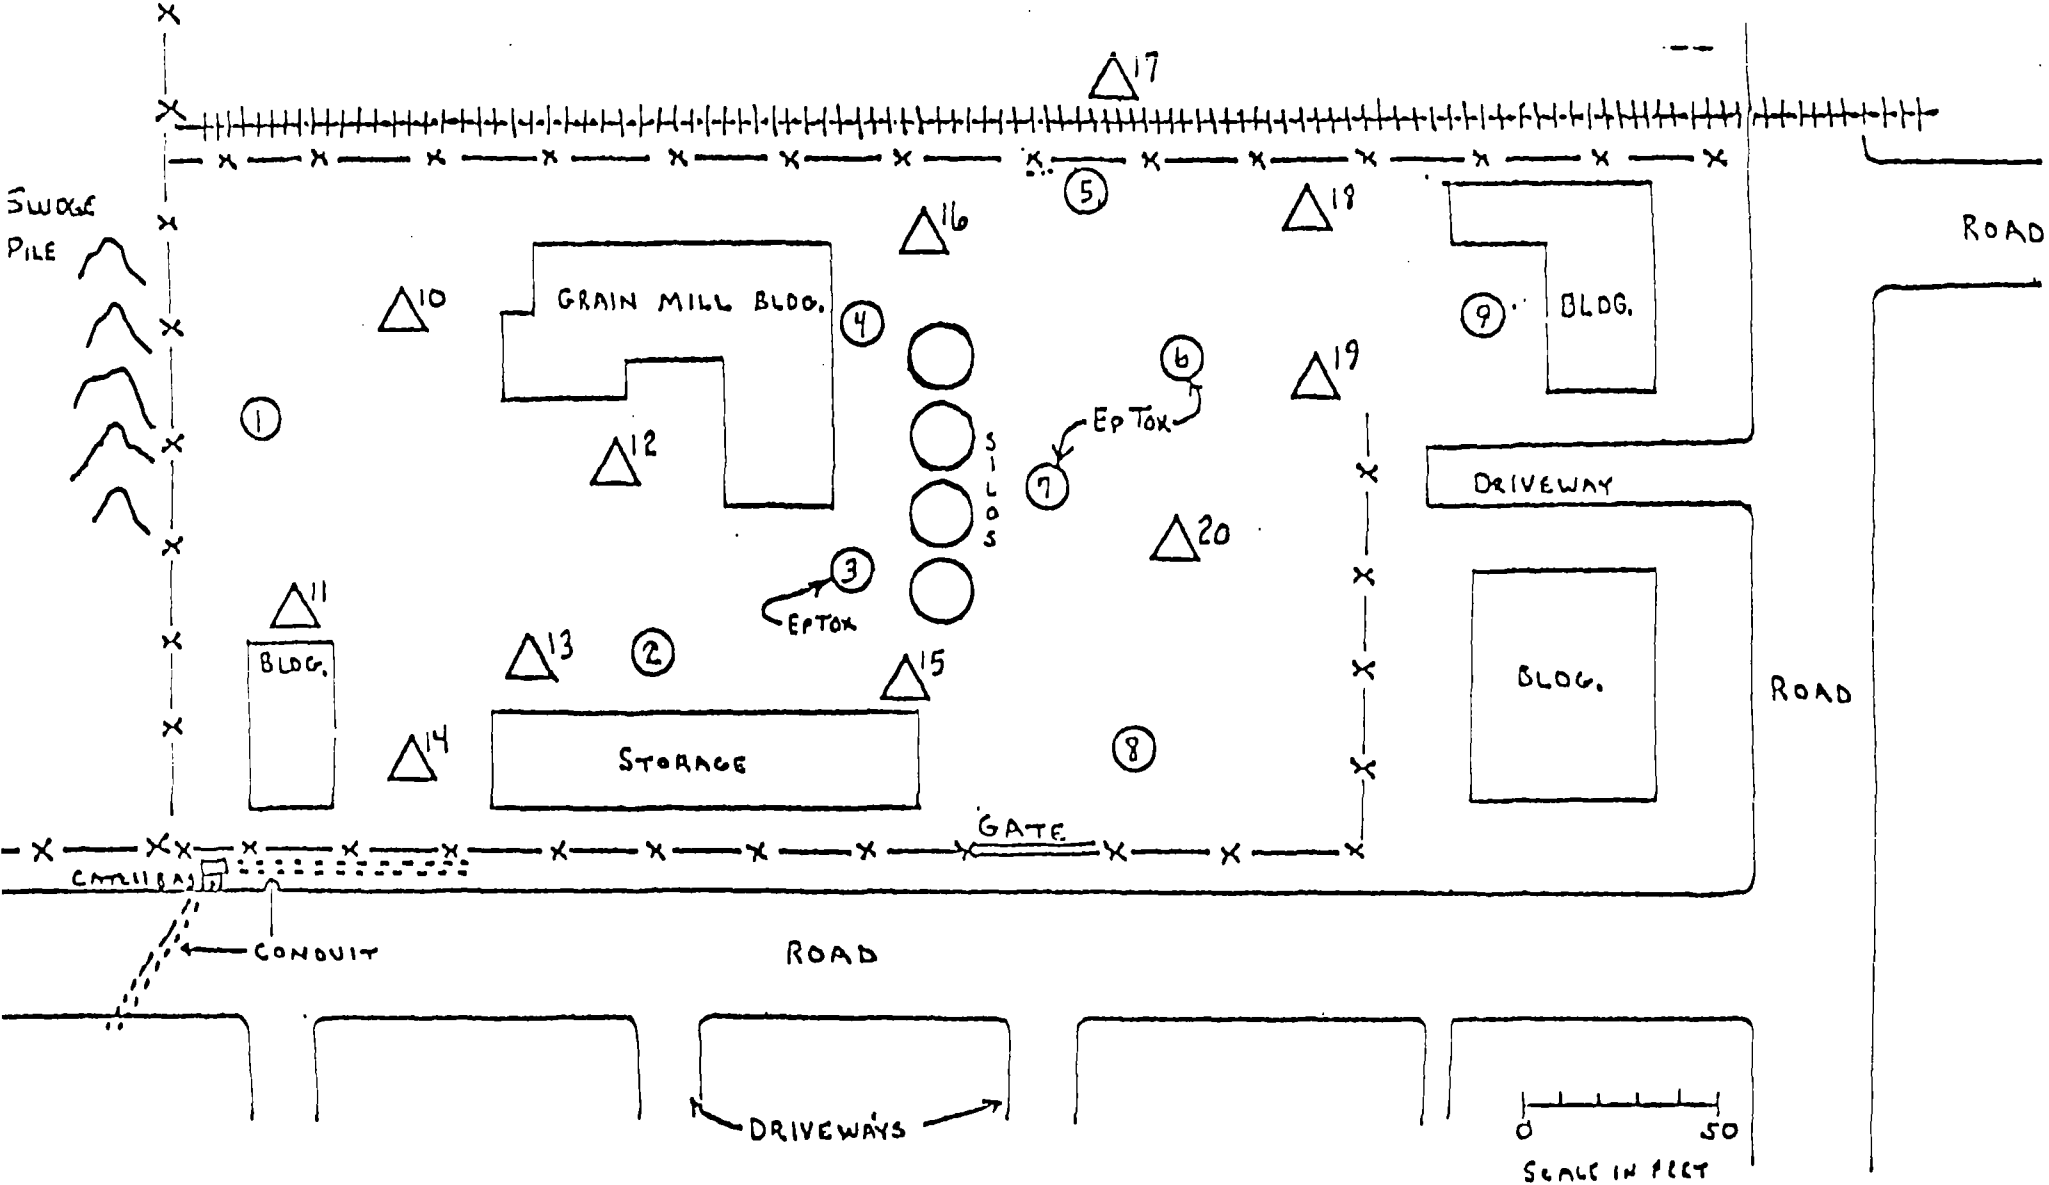 17
SLUDGE
PILE
5
18
ROAD
16
10
GRAIN MILL BLDG.
4
9
BLDG.
6
19
1
EP TOX
12
SILOS
7
DRIVEWAY
20
3
11
EP TOX
13
2
BLDG.
15
BLDG.
ROAD
14
8
STORAGE
GATE
CONDUIT
ROAD
DRIVEWAYS
0 50
SCALE IN FEET